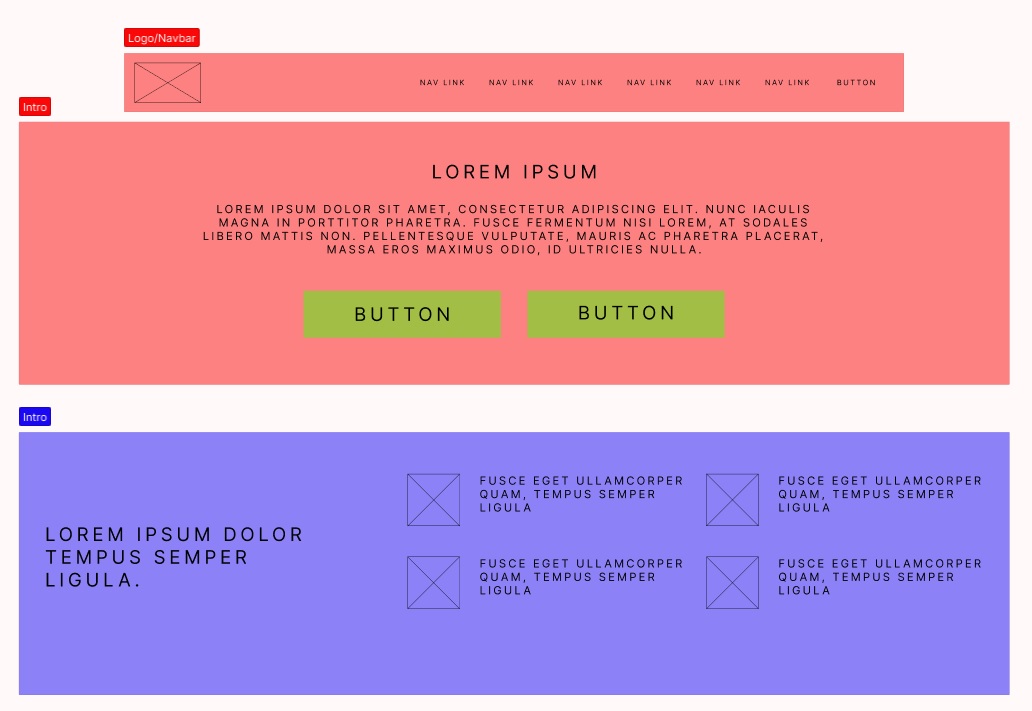 Logo/Navbar
NAV LINK NAV LINK NAV LINK NAV LINK NAV LINK NAV LINK BUTTON
Intro
LOREM IPSUM
LOREM IPSUM DOLOR SIT AMET, CONSECTETUR ADIPISCING ELIT. NUNC IACULIS
MAGNA IN PORTTITOR PHARETRA. FUSCE FERMENTUM NISI LOREM, AT SODALES
LIBERO MATTIS NON. PELLENTESQUE VULPUTATE, MAURIS AC PHARETRA PLACERAT,
MASSA EROS MAXIMUS ODIO, ID ULTRICIES NULLA.
BUTTON BUTTON
Intro
LOREM IPSUM DOLOR
TEMPUS SEMPER
LIGULA.
FUSCE EGET ULLAMCORPER
QUAM, TEMPUS SEMPER
LIGULA
FUSCE EGET ULLAMCORPER
QUAM, TEMPUS SEMPER
LIGULA
FUSCE EGET ULLAMCORPER
QUAM, TEMPUS SEMPER
LIGULA
FUSCE EGET ULLAMCORPER
QUAM, TEMPUS SEMPER
LIGULA